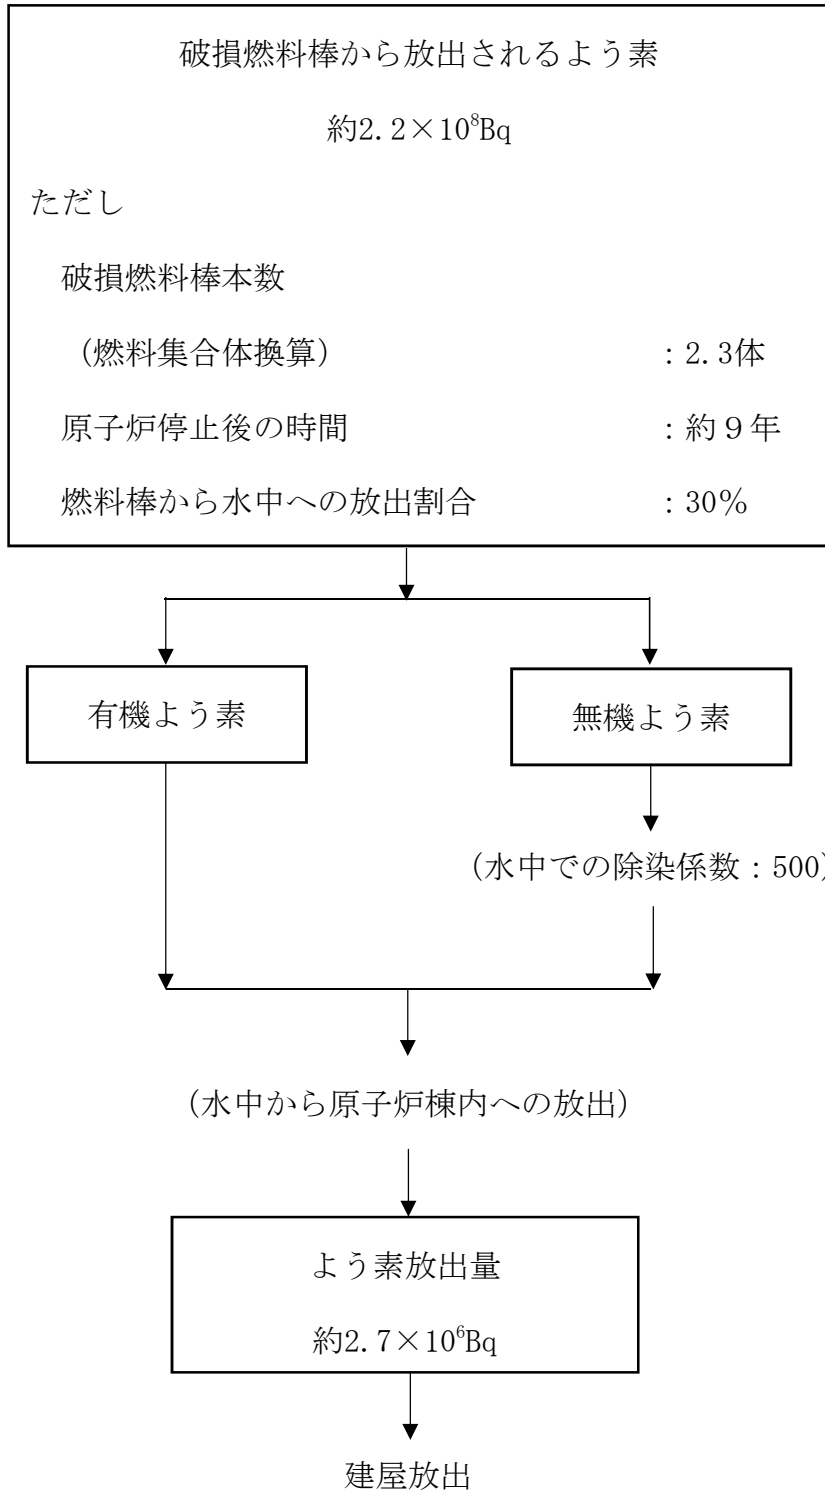 破損燃料棒から放出されるよう素
約2.2×10⁸Bq
ただし
破損燃料棒本数
（燃料集合体換算）：2.3体
原子炉停止後の時間：約９年
燃料棒から水中への放出割合：30％
有機よう素
無機よう素
（水中での除染係数：500）
（水中から原子炉棟内への放出）
よう素放出量
約2.7×10⁶Bq
建屋放出